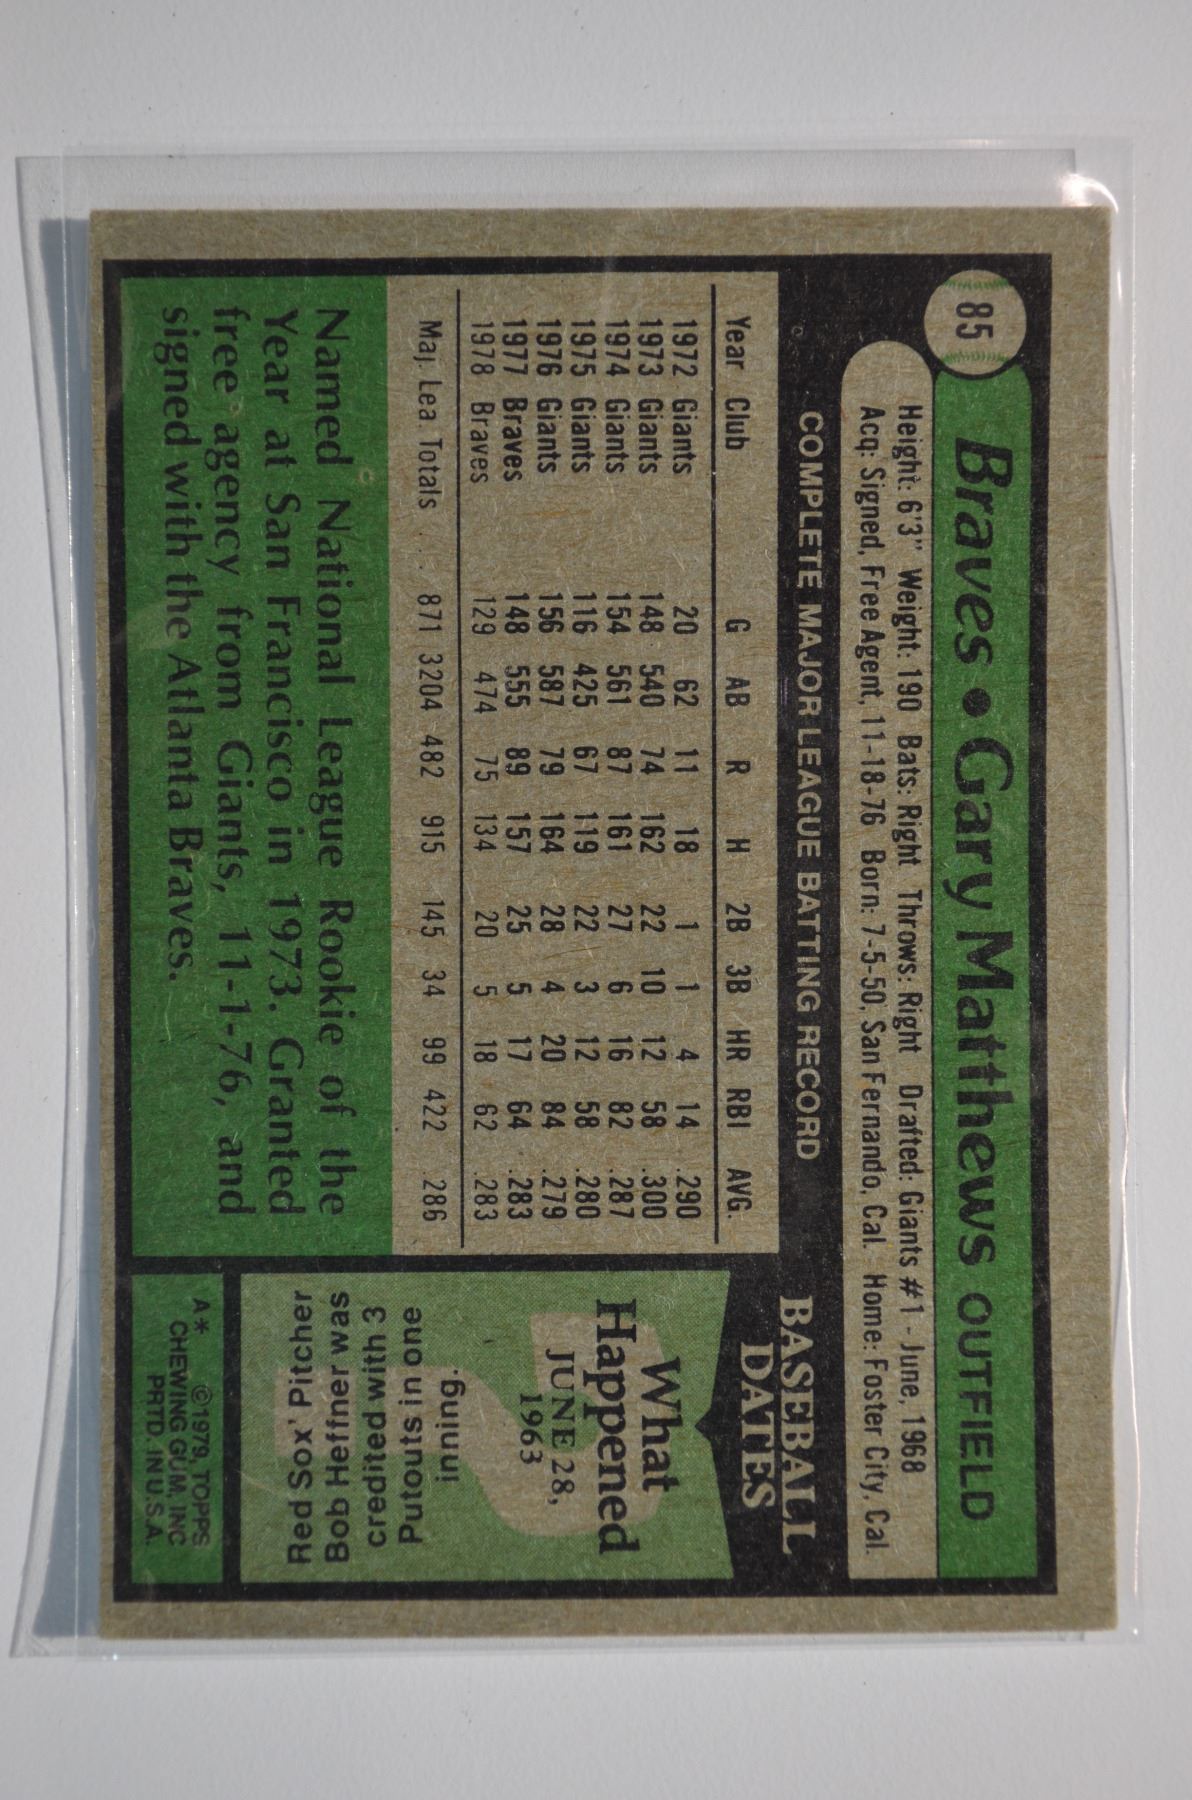 85
Braves • Gary Matthews OUTFIELD
Height: 6'3" Weight: 190 Bats: Right Throws: Right Drafted: Giants #1 - June, 1968
Acq: Signed, Free Agent, 11-18-76 Born: 7-5-50, San Fernando, Cal. Home: Foster City, Cal.
COMPLETE MAJOR LEAGUE BATTING RECORD
Year Club G AB R H 2B 3B HR RBI AVG.
1972 Giants 20 62 11 18 1 1 4 14 .290
1973 Giants 148 540 74 162 22 10 12 58 .300
1974 Giants 154 561 87 161 27 6 16 82 .287
1975 Giants 116 425 67 119 22 3 12 58 .280
1976 Giants 156 587 79 164 28 4 20 84 .279
1977 Braves 148 555 89 157 25 5 17 64 .283
1978 Braves 129 474 75 134 20 5 18 62 .283
Maj. Lea. Totals . . 871 3204 482 915 145 34 99 422 .286
Named National League Rookie of the
Year at San Francisco in 1973. Granted
free agency from Giants, 11-1-76, and
signed with the Atlanta Braves.
BASEBALL
DATES
What
Happened
JUNE 28,
1963
Red Sox' Pitcher
Bob Heffner was
credited with 3
Putouts in one
inning.
A* ©1979, TOPPS
CHEWING GUM, INC
PRTD. IN U.S.A.